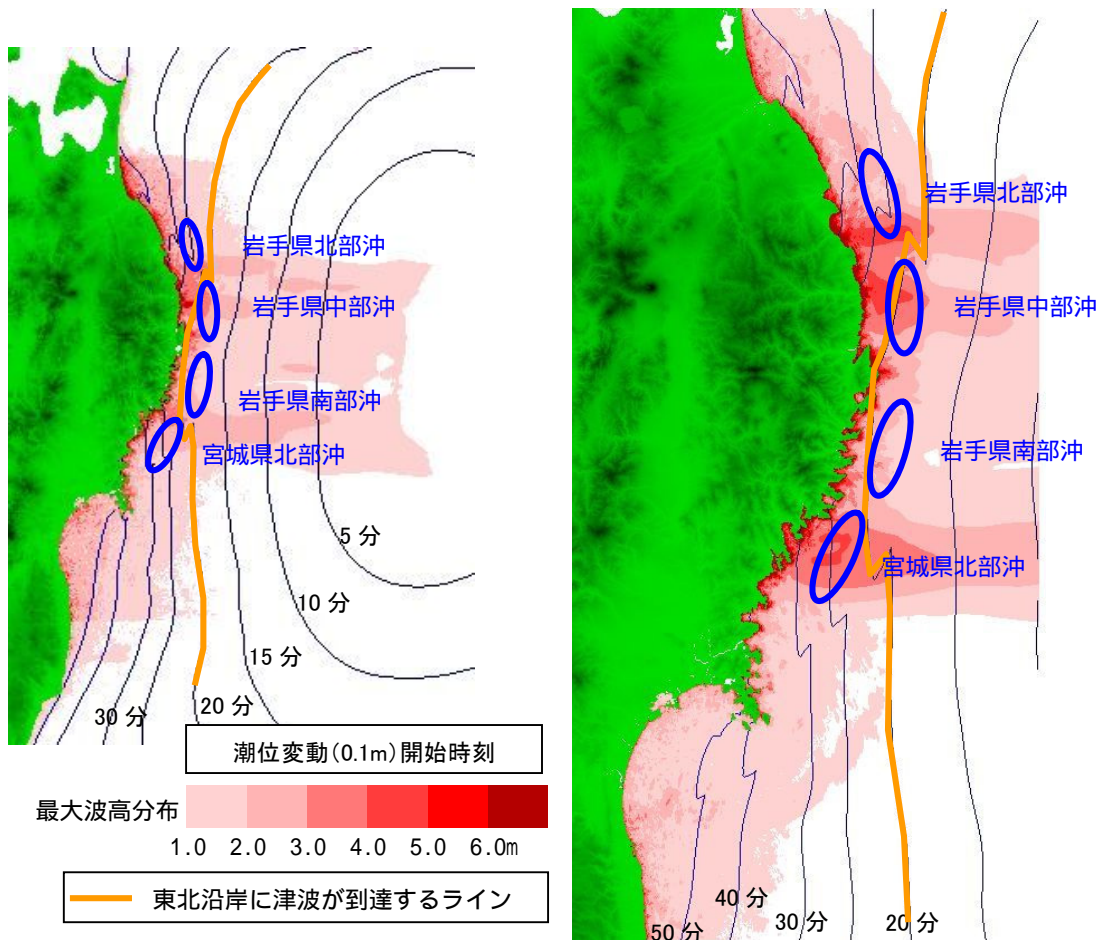 岩手県北部沖
岩手県中部沖
岩手県南部沖
宮城県北部沖
5 分
10 分
15 分
20 分
30 分
潮位変動(0.1m)開始時刻
最大波高分布
1.0 2.0 3.0 4.0 5.0 6.0m
東北沿岸に津波が到達するライン
岩手県北部沖
岩手県中部沖
岩手県南部沖
宮城県北部沖
40 分
30 分
20 分
50 分